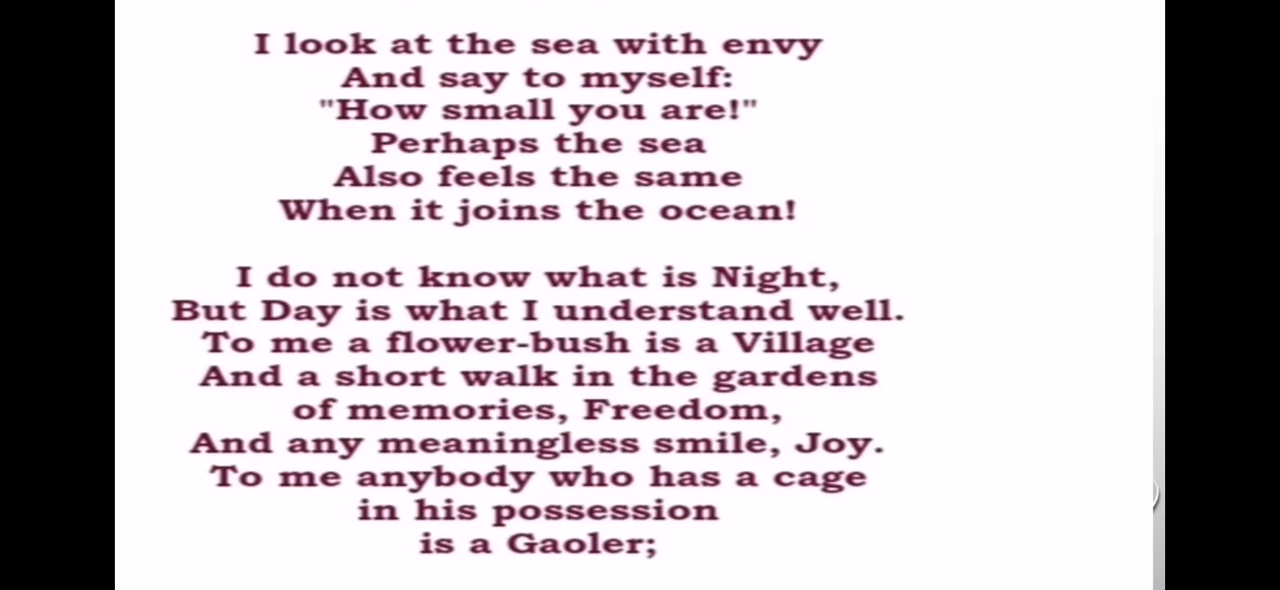 I look at the sea with envy
And say to myself:
"How small you are!"
Perhaps the sea
Also feels the same
When it joins the ocean!
I do not know what is Night,
But Day is what I understand well.
To me a flower-bush is a Village
And a short walk in the gardens
of memories, Freedom,
And any meaningless smile, Joy.
To me anybody who has a cage
in his possession
is a Gaoler;